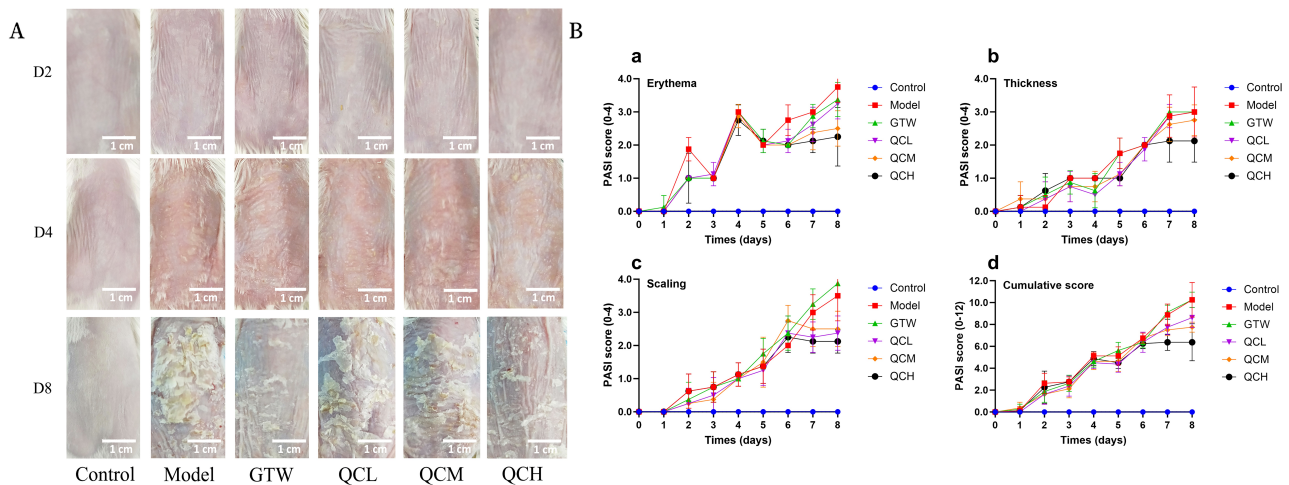 A
D2
1 cm 1 cm 1 cm 1 cm 1 cm 1 cm
D4
1 cm 1 cm 1 cm 1 cm 1 cm 1 cm
D8
1 cm 1 cm 1 cm 1 cm 1 cm 1 cm
Control Model GTW QCL QCM QCH
B
a
Erythema
PASI score (0-4)
4.0
3.0
2.0
1.0
0.0
0 1 2 3 4 5 6 7 8
Times (days)
Control
Model
GTW
QCL
QCM
QCH
b
Thickness
PASI score (0-4)
4.0
3.0
2.0
1.0
0.0
0 1 2 3 4 5 6 7 8
Times (days)
Control
Model
GTW
QCL
QCM
QCH
c
Scaling
PASI score (0-4)
4.0
3.0
2.0
1.0
0.0
0 1 2 3 4 5 6 7 8
Times (days)
Control
Model
GTW
QCL
QCM
QCH
d
Cumulative score
PASI score (0-12)
12.0
10.0
8.0
6.0
4.0
2.0
0.0
0 1 2 3 4 5 6 7 8
Times (days)
Control
Model
GTW
QCL
QCM
QCH